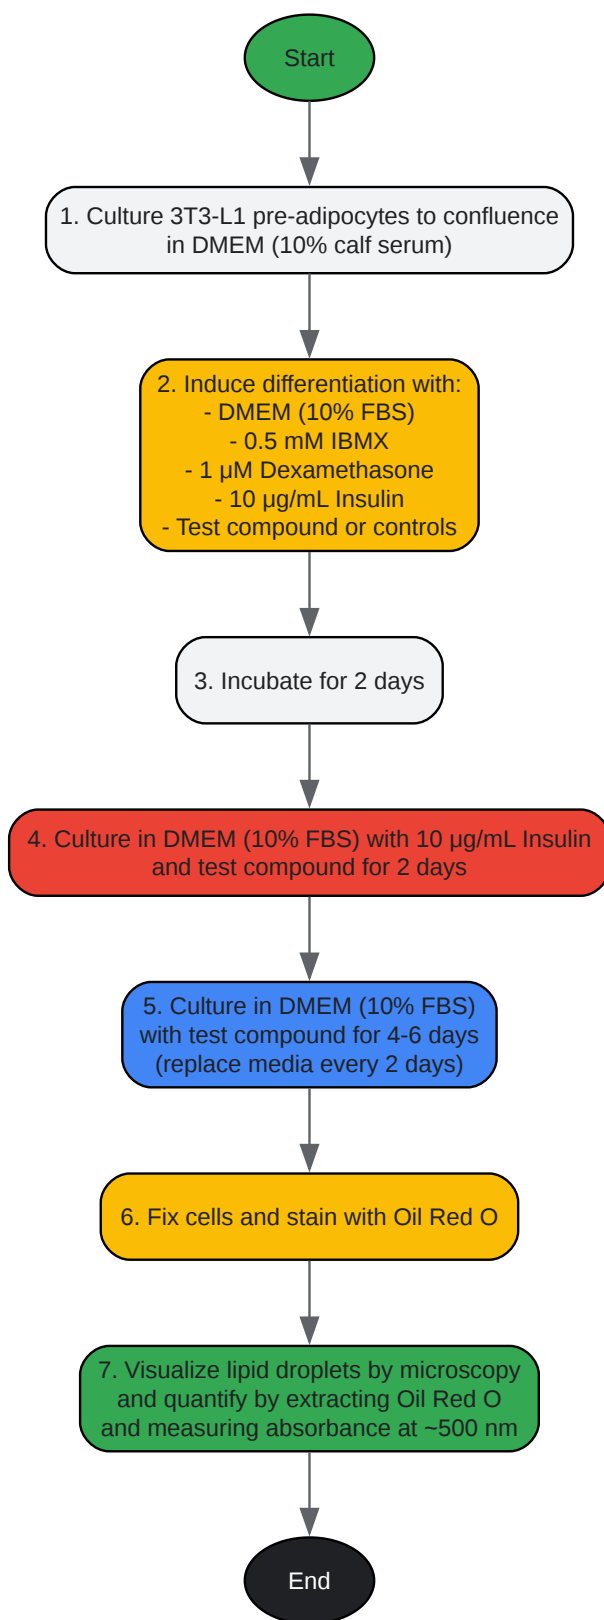 Start
1. Culture 3T3-L1 pre-adipocytes to confluence
in DMEM (10% calf serum)
2. Induce differentiation with:
- DMEM (10% FBS)
- 0.5 mM IBMX
- 1 μM Dexamethasone
- 10 μg/mL Insulin
- Test compound or controls
3. Incubate for 2 days
4. Culture in DMEM (10% FBS) with 10 μg/mL Insulin
and test compound for 2 days
5. Culture in DMEM (10% FBS)
with test compound for 4-6 days
(replace media every 2 days)
6. Fix cells and stain with Oil Red O
7. Visualize lipid droplets by microscopy
and quantify by extracting Oil Red O
and measuring absorbance at ~500 nm
End